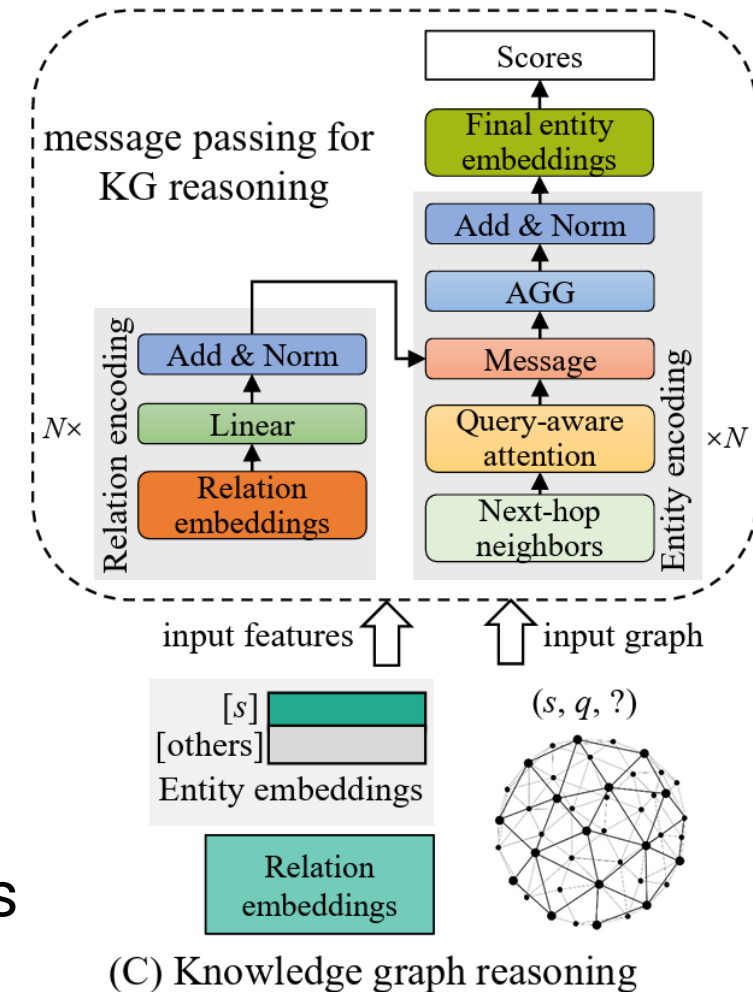 Scores
Final entity
embeddings
message passing for
KG reasoning
Add & Norm
AGG
Message
Query-aware
attention
Next-hop
neighbors
Entity encoding
×N
Relation encoding
N×
Add & Norm
Linear
Relation
embeddings
input features
input graph
[s]
[others]
Entity embeddings
(s, q, ?)
Relation
embeddings
s
(C) Knowledge graph reasoning